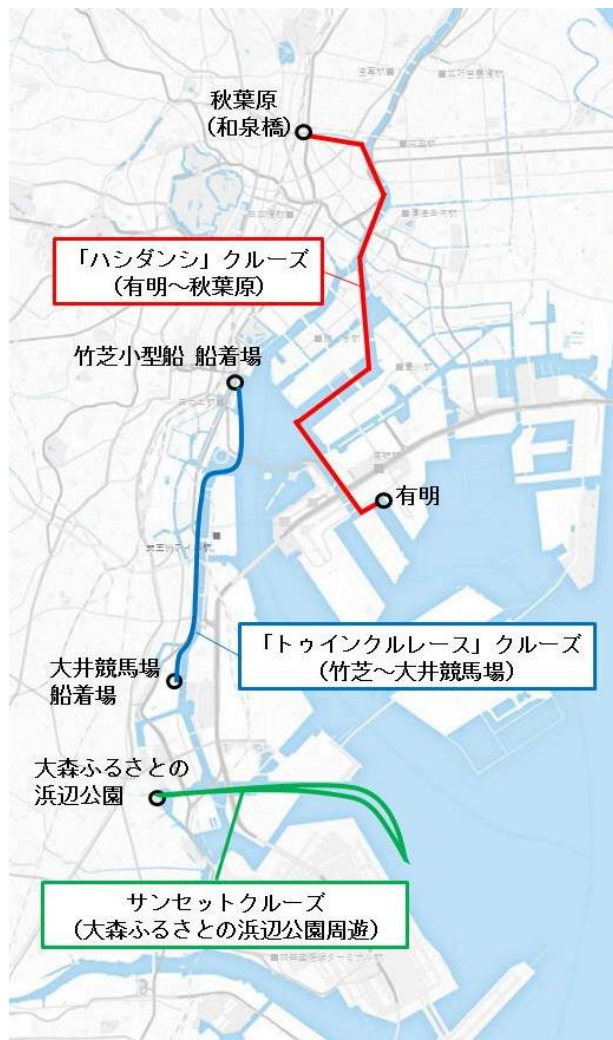 秋葉原
(和泉橋)
「ハシダンシ」クルーズ
(有明~秋葉原)
竹芝小型船 船着場
有明
「トゥインクルレース」クルーズ
(竹芝~大井競馬場)
大井競馬場
船着場
大森ふるさとの
浜辺公園
サンセットクルーズ
(大森ふるさとの浜辺公園周遊)